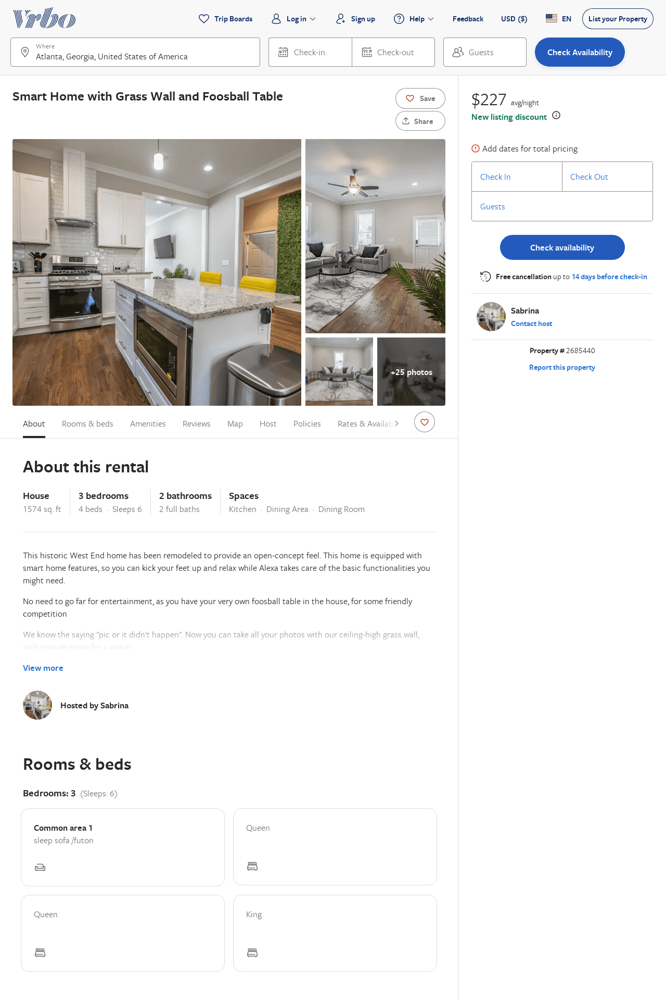 Vrbo
Trip Boards
Log in
Sign up
Help
Feedback
USD ($)
EN
List your Property
Where
Atlanta, Georgia, United States of America
Check-in
Check-out
Guests
Check Availability
Smart Home with Grass Wall and Foosball Table
Save
Share
+25 photos
$227 avg/night
New listing discount
Add dates for total pricing
Check In
Check Out
Guests
Check availability
Free cancellation up to 14 days before check-in
Sabrina
Contact host
Property # 2685440
Report this property
About
Rooms & beds
Amenities
Reviews
Map
Host
Policies
Rates & Availab
About this rental
House
1574 sq. ft
3 bedrooms
4 beds · Sleeps 6
2 bathrooms
2 full baths
Spaces
Kitchen · Dining Area · Dining Room
This historic West End home has been remodeled to provide an open-concept feel. This home is equipped with
smart home features, so you can kick your feet up and relax while Alexa takes care of the basic functionalities you
might need.
No need to go far for entertainment, as you have your very own foosball table in the house, for some friendly
competition
We know the saying "pic or it didn't happen". Now you can take all your photos with our ceiling-high grass wall,
with enough room for a group
View more
Hosted by Sabrina
Rooms & beds
Bedrooms: 3 (Sleeps: 6)
Common area 1
sleep sofa /futon
Queen
Queen
King